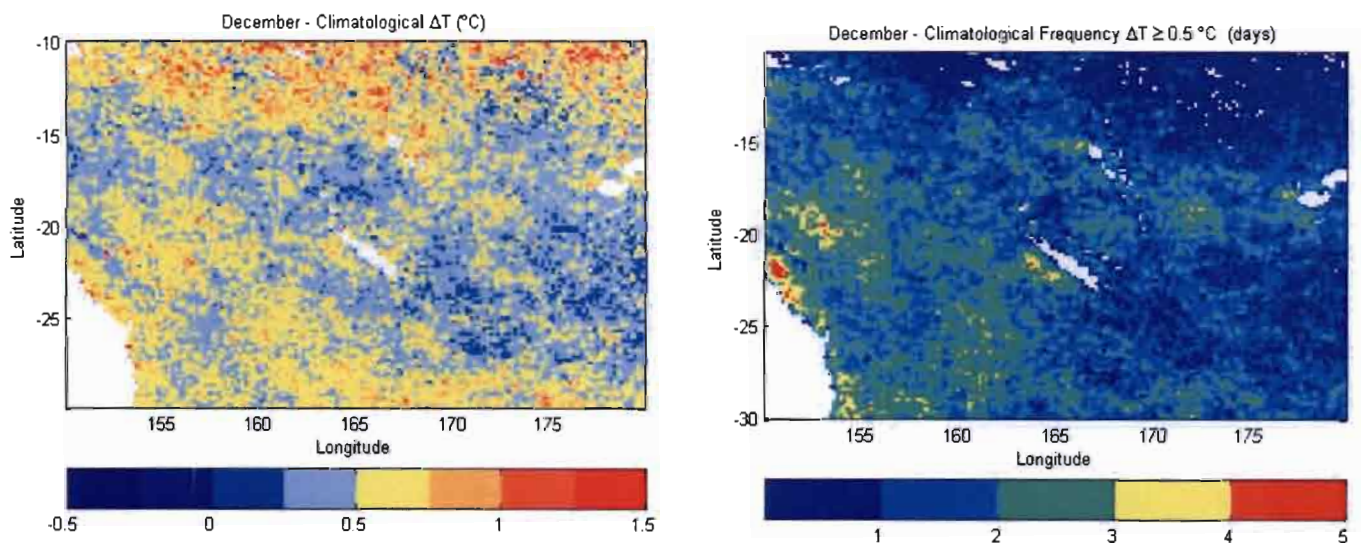 December - Climatological ΔT (°C)
-10
-15
-20
-25
Latitude
155 160 165 170 175
Longitude
-0.5 0 0.5 1 1.5
December - Climatological Frequency ΔT ≥ 0.5 °C (days)
-15
-20
-25
-30
Latitude
155 160 165 170 175
Longitude
1 2 3 4 5